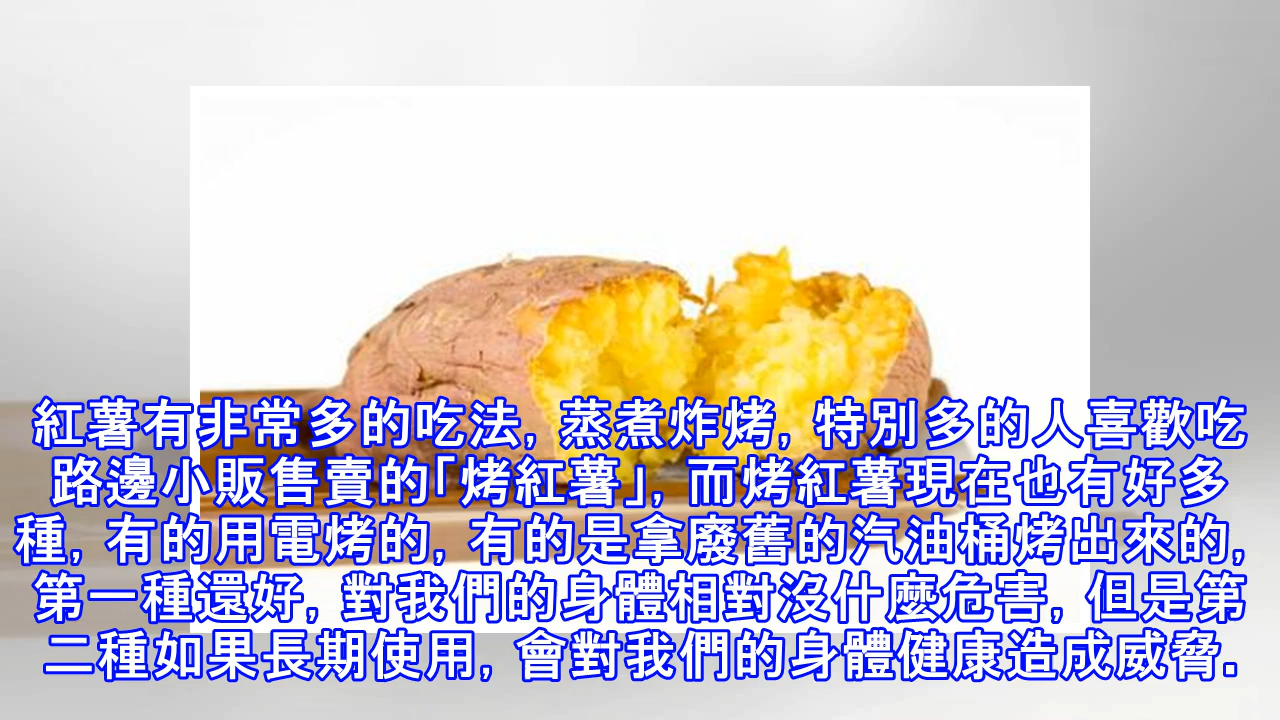 紅薯有非常多的吃法, 蒸煮炸烤, 特別多的人喜歡吃
路邊小販售賣的「烤紅薯」, 而烤紅薯現在也有好多
種, 有的用電烤的, 有的是拿廢舊的汽油桶烤出來的,
第一種還好, 對我們的身體相對沒什麼危害, 但是第
二種如果長期使用, 會對我們的身體健康造成威脅.